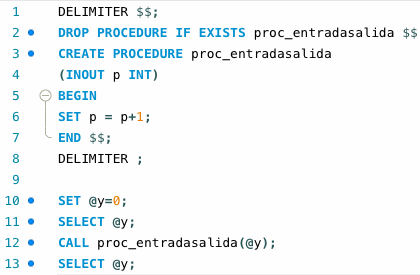 1 DELIMITER $$;
2 DROP PROCEDURE IF EXISTS proc_entradasalida $$
3 CREATE PROCEDURE proc_entradasalida
4 (INOUT p INT)
5 BEGIN
6 SET p = p+1;
7 END $$;
8 DELIMITER ;
9
10 SET @y=0;
11 SELECT @y;
12 CALL proc_entradasalida(@y);
13 SELECT @y;